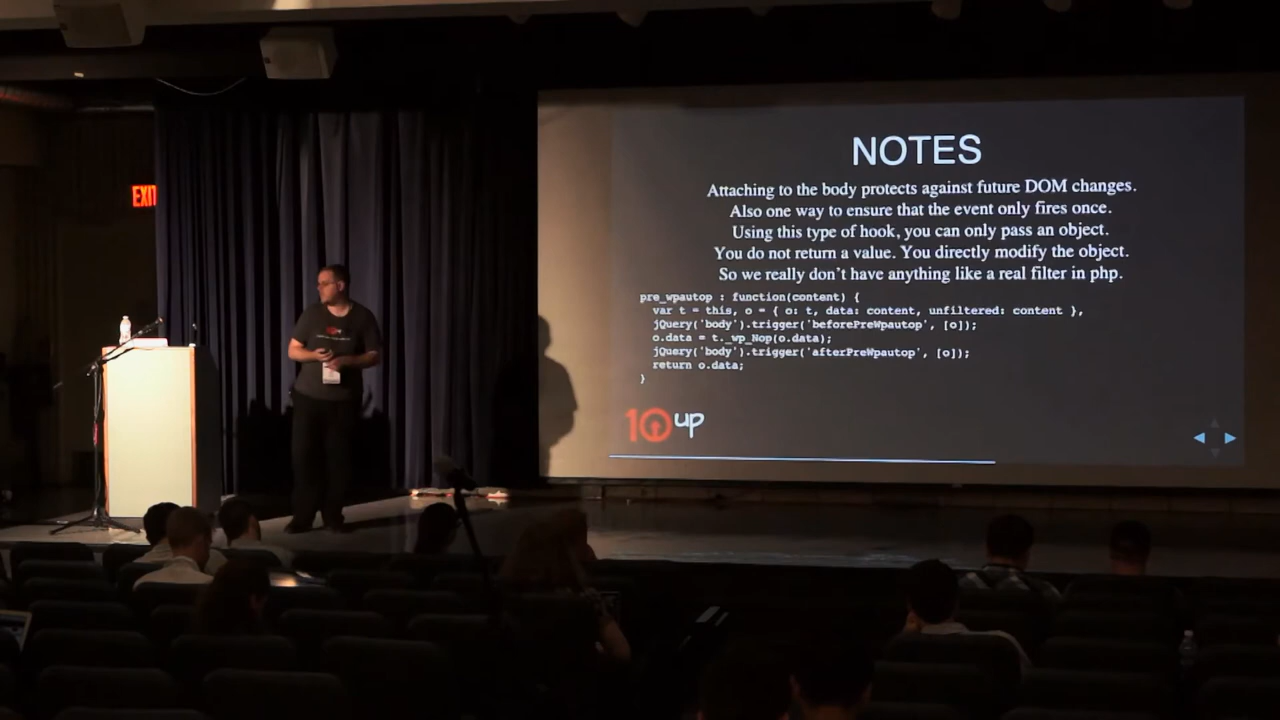 EXIT
NOTES
Attaching to the body protects against future DOM changes.
Also one way to ensure that the event only fires once.
Using this type of hook, you can only pass an object.
You do not return a value. You directly modify the object.
So we really don't have anything like a real filter in php.
pre_wpautop : function(content) {
var t = this, o = { o: t, data: content, unfiltered: content },
jQuery('body').trigger('beforePreWpautop', [o]);
o.data = t._wp_Nop(o.data);
jQuery('body').trigger('afterPreWpautop', [o]);
return o.data;
}
10up